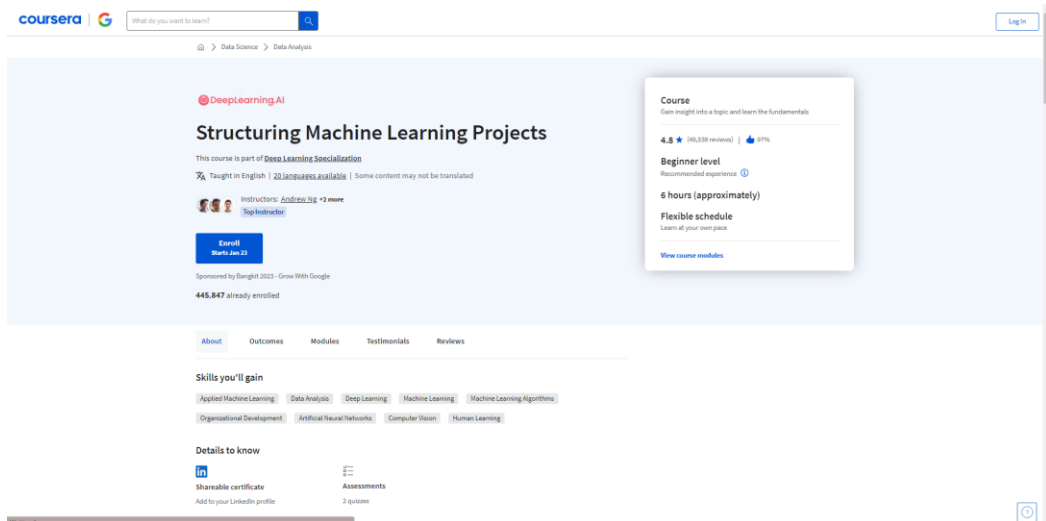 coursera | G
What do you want to learn?
Log In
Data Science > Data Analysis
DeepLearning.AI
Structuring Machine Learning Projects
This course is part of Deep Learning Specialization
Taught in English | 20 languages available | Some content may not be translated
Instructors: Andrew Ng +2 more
Top Instructor
Enroll
Starts Jan 23
Sponsored by Bangkit 2023 - Grow With Google
445,847 already enrolled
Course
Gain insight into a topic and learn the fundamentals
4.8 ★ (49,538 reviews) | 97%
Beginner level
Recommended experience
6 hours (approximately)
Flexible schedule
Learn at your own pace
View course modules
About Outcomes Modules Testimonials Reviews
Skills you'll gain
Applied Machine Learning Data Analysis Deep Learning Machine Learning Machine Learning Algorithms
Organizational Development Artificial Neural Networks Computer Vision Human Learning
Details to know
in
Shareable certificate
Add to your LinkedIn profile
Assessments
2 quizzes